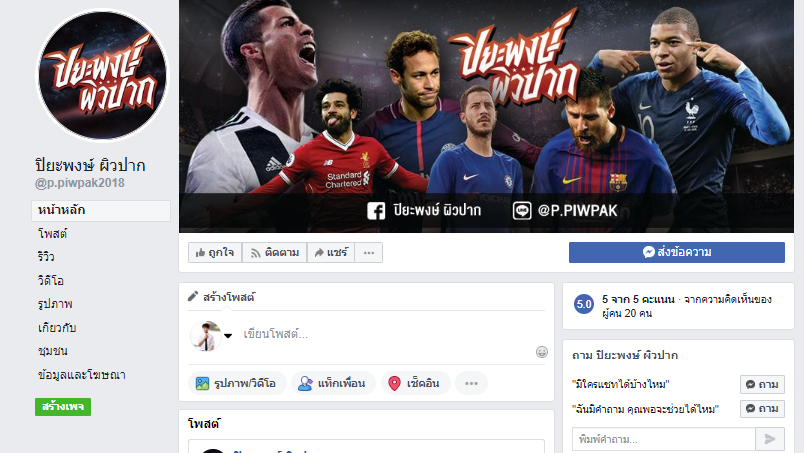 ปิยะพงษ์
ผิวปาก
ปิยะพงษ์ ผิวปาก
@p.piwpak2018
หน้าหลัก
โพสต์
รีวิว
วิดีโอ
รูปภาพ
เกี่ยวกับ
ชุมชน
ข้อมูลและโฆษณา
สร้างเพจ
ปิยะพงษ์
ผิวปาก
Standard
Chartered
10
ปิยะพงษ์ ผิวปาก
LINE
@P.PIWPAK
ถูกใจ
ติดตาม
แชร์
ส่งข้อความ
สร้างโพสต์
เขียนโพสต์...
รูปภาพ/วิดีโอ
แท็กเพื่อน
เช็คอิน
โพสต์
5.0
5 จาก 5 คะแนน · จากความคิดเห็นของ
ผู้คน 20 คน
ถาม ปิยะพงษ์ ผิวปาก
"มีใครแชทได้บ้างไหม"
ถาม
"ฉันมีคำถาม คุณพอจะช่วยได้ไหม"
ถาม
พิมพ์คำถาม...